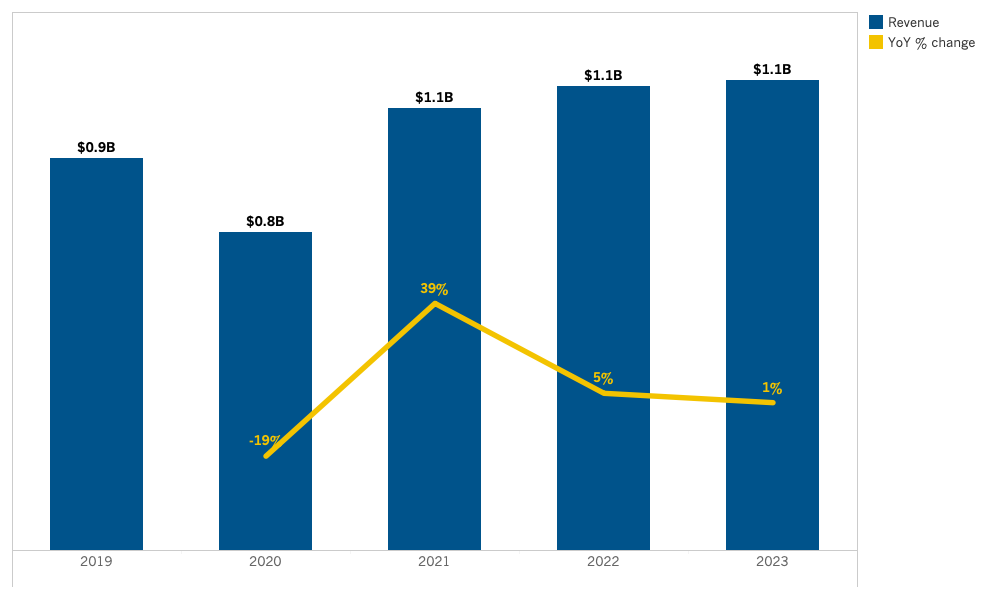 Revenue
YoY % change
$0.9B
$0.8B
$1.1B
$1.1B
$1.1B
-19%
39%
5%
1%
2019
2020
2021
2022
2023